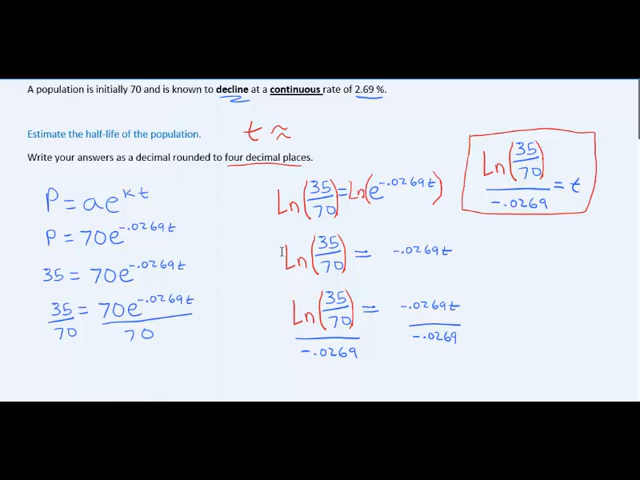 A population is initially 70 and is known to decline at a continuous rate of 2.69 %.
Estimate the half-life of the population. t ≈
Write your answers as a decimal rounded to four decimal places.
P = ae^{kt}
P = 70e^{-.0269t}
35 = 70e^{-.0269t}
35/70 = 70e^{-.0269t}/70
Ln(35/70) = Ln(e^{-.0269t})
Ln(35/70) = -.0269t
Ln(35/70)/-.0269 = -.0269t/-.0269
Ln(35/70)/-.0269 = t